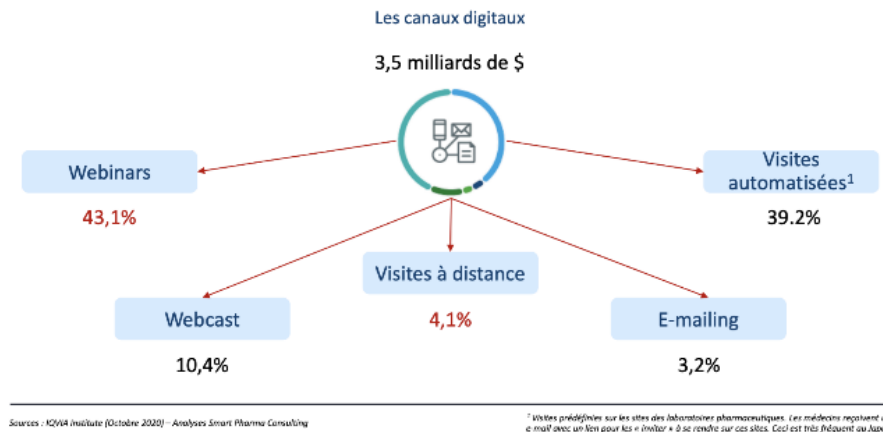 Les canaux digitaux
3,5 milliards de $
Webinars
43,1%
Visites
automatisées¹
39.2%
Visites à distance
4,1%
Webcast
10,4%
E-mailing
3,2%
Sources : IQVIA Institute (Octobre 2020) – Analyses Smart Pharma Consulting
¹ Visites prédéfinies sur les sites des laboratoires pharmaceutiques. Les médecins reçoivent
e-mail avec un lien pour les « inviter » à se rendre sur ces sites. Ceci est très fréquent au